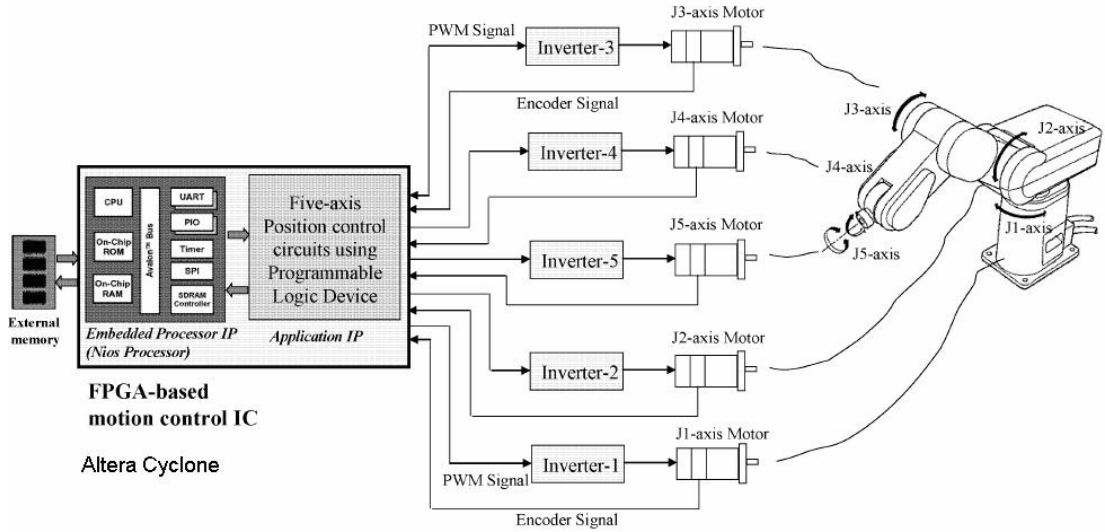 J3-axis Motor
PWM Signal
Inverter-3
Encoder Signal
J3-axis
J4-axis Motor
J2-axis
Inverter-4
J4-axis
CPU
UART
PIO
On-Chip
ROM
Avalon™ Bus
Timer
SPI
On-Chip
RAM
SDRAM
Controller
Five-axis
Position control
circuits using
Programmable
Logic Device
J5-axis Motor
Inverter-5
J1-axis
J5-axis
External
memory
Embedded Processor IP
(Nios Processor)
Application IP
J2-axis Motor
Inverter-2
FPGA-based
motion control IC
Altera Cyclone
J1-axis Motor
Inverter-1
PWM Signal
Encoder Signal